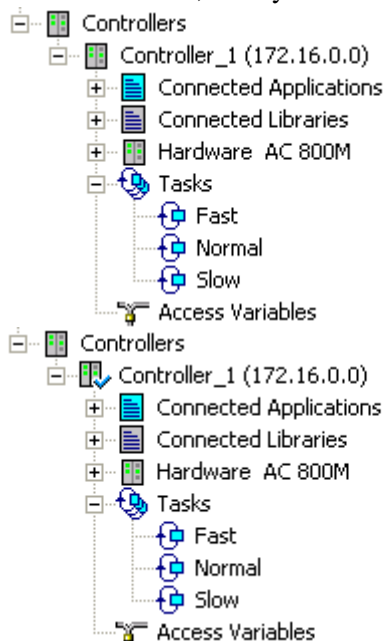 Controllers
Controller_1 (172.16.0.0)
Connected Applications
Connected Libraries
Hardware AC 800M
Tasks
Fast
Normal
Slow
Access Variables
Controllers
Controller_1 (172.16.0.0)
Connected Applications
Connected Libraries
Hardware AC 800M
Tasks
Fast
Normal
Slow
Access Variables